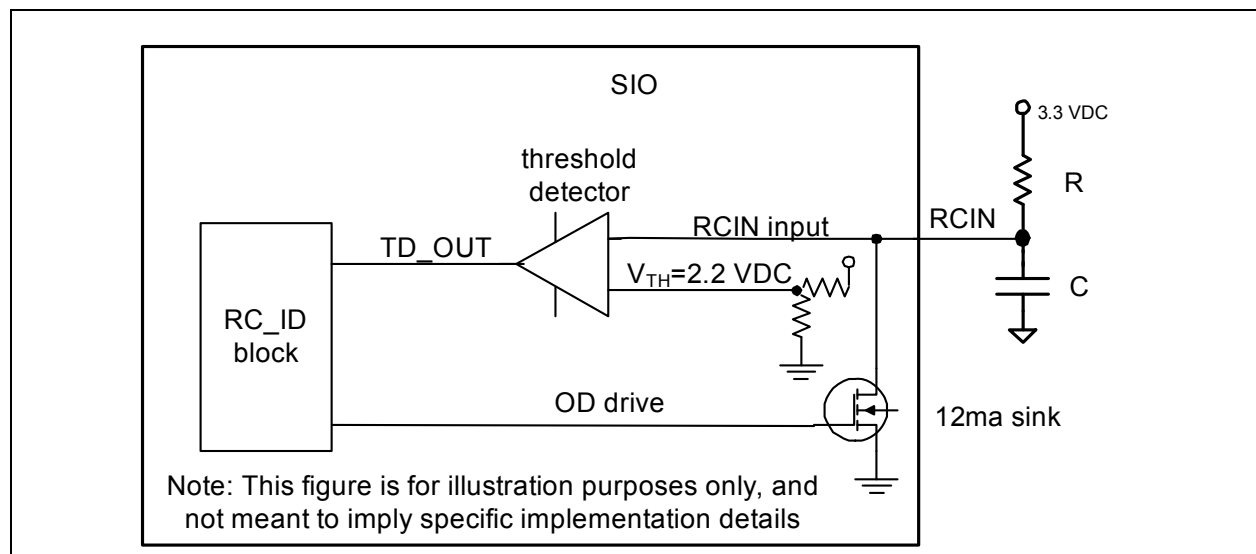 SIO
3.3 VDC
threshold
detector
R
RCIN input
RCIN
TD_OUT
VTH=2.2 VDC
C
RC_ID
block
OD drive
12ma sink
Note: This figure is for illustration purposes only, and
not meant to imply specific implementation details